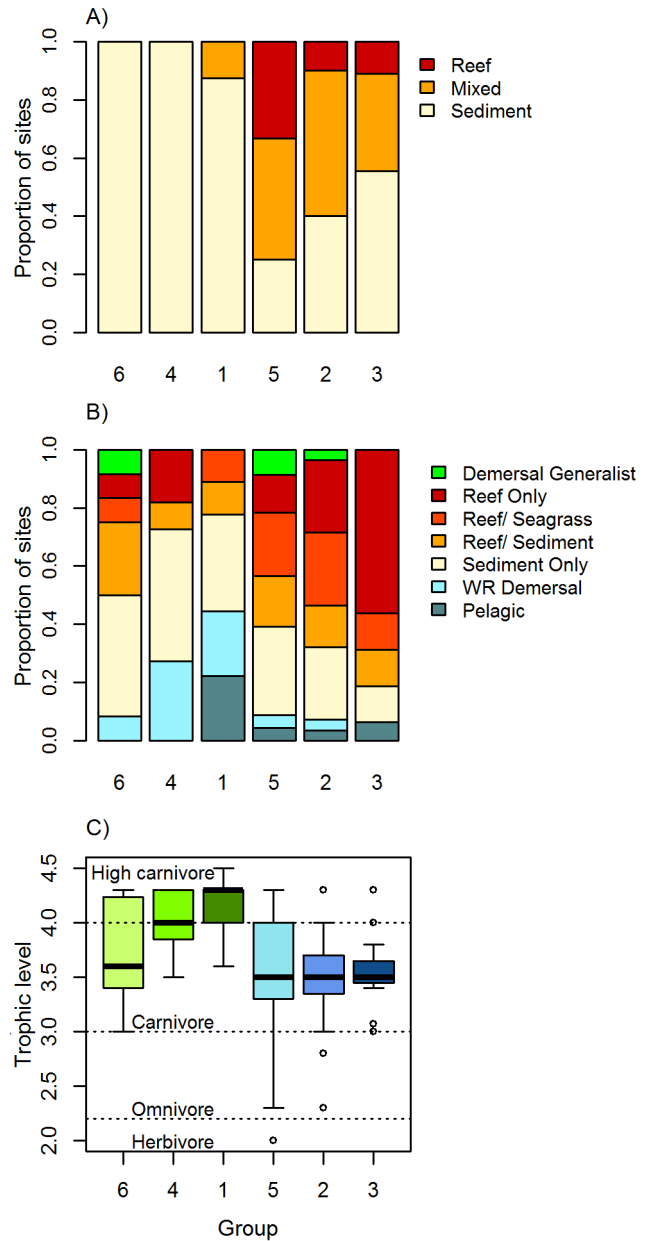 A)
Proportion of sites
1.0
0.8
0.6
0.4
0.2
0.0
6 4 1 5 2 3
Reef
Mixed
Sediment
B)
Proportion of sites
1.0
0.8
0.6
0.4
0.2
0.0
6 4 1 5 2 3
Demersal Generalist
Reef Only
Reef/ Seagrass
Reef/ Sediment
Sediment Only
WR Demersal
Pelagic
C)
Trophic level
4.5
4.0
3.5
3.0
2.5
2.0
High carnivore
Carnivore
Omnivore
Herbivore
6 4 1 5 2 3
Group